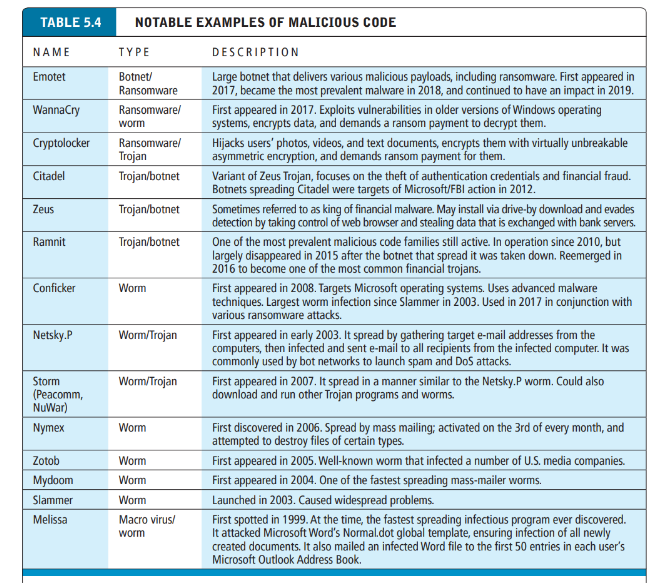 TABLE 5.4 NOTABLE EXAMPLES OF MALICIOUS CODE
NAME TYPE DESCRIPTION
Emotet Botnet/ Large botnet that delivers various malicious payloads, including ransomware. First appeared in
Ransomware 2017, became the most prevalent malware in 2018, and continued to have an impact in 2019.
WannaCry Ransomware/ First appeared in 2017. Exploits vulnerabilities in older versions of Windows operating
worm systems, encrypts data, and demands a ransom payment to decrypt them.
Cryptolocker Ransomware/ Hijacks users' photos, videos, and text documents, encrypts them with virtually unbreakable
Trojan asymmetric encryption, and demands ransom payment for them.
Citadel Trojan/botnet Variant of Zeus Trojan, focuses on the theft of authentication credentials and financial fraud.
Botnets spreading Citadel were targets of Microsoft/FBI action in 2012.
Zeus Trojan/botnet Sometimes referred to as king of financial malware. May install via drive-by download and evades
detection by taking control of web browser and stealing data that is exchanged with bank servers.
Ramnit Trojan/botnet One of the most prevalent malicious code families still active. In operation since 2010, but
largely disappeared in 2015 after the botnet that spread it was taken down. Reemerged in
2016 to become one of the most common financial trojans.
Conficker Worm First appeared in 2008. Targets Microsoft operating systems. Uses advanced malware
techniques. Largest worm infection since Slammer in 2003. Used in 2017 in conjunction with
various ransomware attacks.
Netsky.P Worm/Trojan First appeared in early 2003. It spread by gathering target e-mail addresses from the
computers, then infected and sent e-mail to all recipients from the infected computer. It was
commonly used by bot networks to launch spam and DoS attacks.
Storm Worm/Trojan First appeared in 2007. It spread in a manner similar to the Netsky.P worm. Could also
(Peacomm, download and run other Trojan programs and worms.
NuWar)
Nymex Worm First discovered in 2006. Spread by mass mailing; activated on the 3rd of every month, and
attempted to destroy files of certain types.
Zotob Worm First appeared in 2005. Well-known worm that infected a number of U.S. media companies.
Mydoom Worm First appeared in 2004. One of the fastest spreading mass-mailer worms.
Slammer Worm Launched in 2003. Caused widespread problems.
Melissa Macro virus/ First spotted in 1999. At the time, the fastest spreading infectious program ever discovered.
worm It attacked Microsoft Word's Normal.dot global template, ensuring infection of all newly
created documents. It also mailed an infected Word file to the first 50 entries in each user's
Microsoft Outlook Address Book.